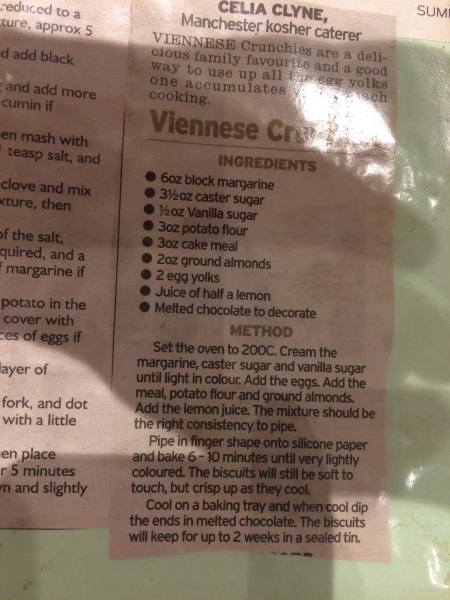 .reduced to a
ture, approx 5
d add black
g and add more
cumin if
en mash with
teasp salt, and
clove and mix
xture, then
of the salt,
quired, and a
f margarine if
potato in the
cover with
ces of eggs if
layer of
fork, and dot
with a little
en place
r 5 minutes
vn and slightly
CELIA CLYNE,
Manchester kosher caterer
VIENNESE Crunchies are a deli-
cious family favourite and a good
way to use up all the egg yolks
one accumulates
cooking.
Viennese
INGREDIENTS
● 6oz block margarine
● 3½oz caster sugar
● ½oz Vanilla sugar
● 3oz potato flour
● 3oz cake meal
● 2oz ground almonds
● 2 egg yolks
● Juice of half a lemon
● Melted chocolate to decorate
METHOD
Set the oven to 200C. Cream the
margarine, caster sugar and vanilla sugar
until light in colour. Add the eggs. Add the
meal, potato flour and ground almonds.
Add the lemon juice. The mixture should be
the right consistency to pipe.
Pipe in finger shape onto silicone paper
and bake 6 - 10 minutes until very lightly
coloured. The biscuits will still be soft to
touch, but crisp up as they cool.
Cool on a baking tray and when cool dip
the ends in melted chocolate. The biscuits
will keep for up to 2 weeks in a sealed tin.
SUM